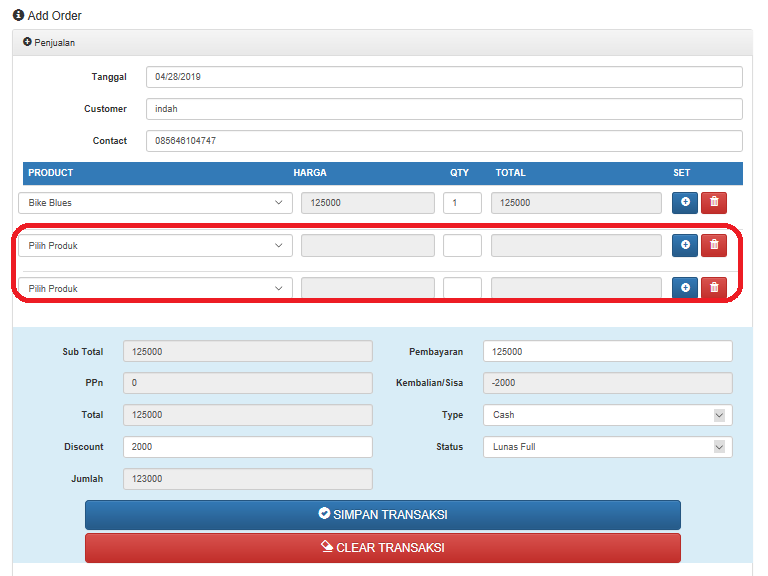 Add Order
Penjualan
Tanggal 04/28/2019
Customer indah
Contact 085646104747
PRODUCT HARGA QTY TOTAL SET
Bike Blues 125000 1 125000
Pilih Produk
Pilih Produk
Sub Total 125000 Pembayaran 125000
PPn 0 Kembalian/Sisa -2000
Total 125000 Type Cash
Discount 2000 Status Lunas Full
Jumlah 123000
SIMPAN TRANSAKSI
CLEAR TRANSAKSI